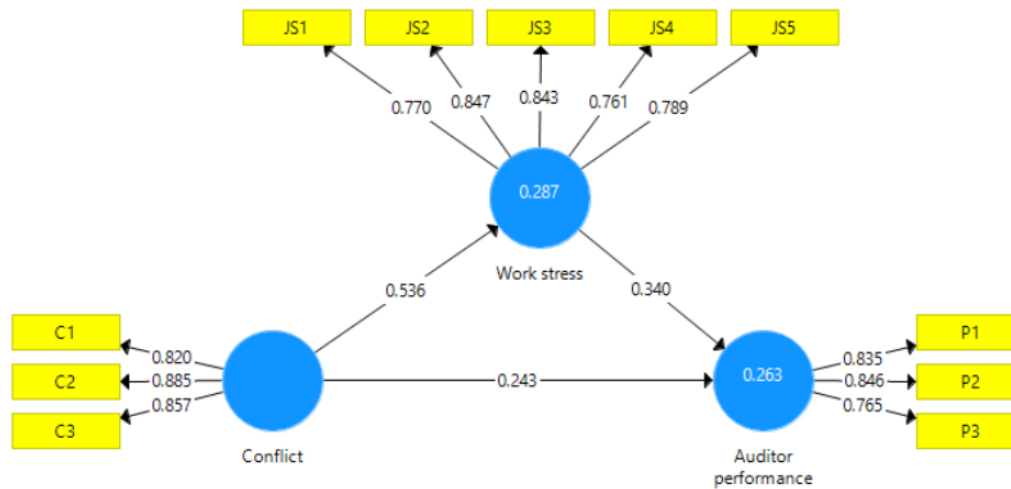 JS1 JS2 JS3 JS4 JS5
0.770 0.847 0.843 0.761 0.789
0.287
Work stress
0.536 0.340
C1
C2
C3
0.820
0.885
0.857
Conflict
0.243
0.263
Auditor
performance
0.835
0.846
0.765
P1
P2
P3